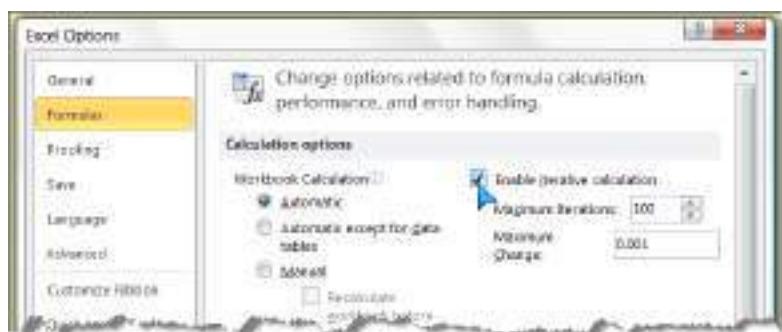 Excel Options
General
Formulas
Proofing
Save
Language
Advanced
Customize Ribbon
Change options related to formula calculation,
performance, and error handling.
Calculation options
Workbook Calculation
Automatic
Automatic except for data
tables
Manual
Recalculate
workbook before
Enable iterative calculation
Maximum Iterations: 100
Maximum
Change: 0.001